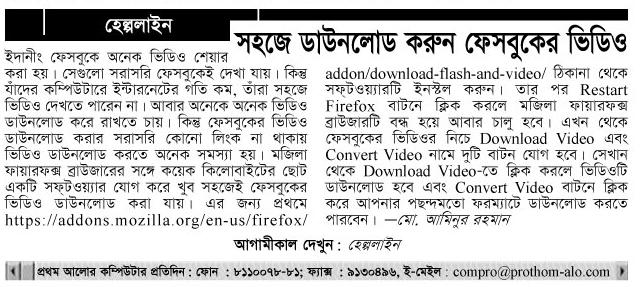 হেল্পলাইন
সহজে ডাউনলোড করুন ফেসবুকের ভিডিও
ইদানীং ফেসবুকে অনেক ভিডিও শেয়ার
করা হয়। সেগুলো সরাসরি ফেসবুকেই দেখা যায়। কিন্তু
যাঁদের কম্পিউটারে ইন্টারনেটের গতি কম, তাঁরা সহজে
ভিডিও দেখতে পারেন না। আবার অনেকে অনেক ভিডিও
ডাউনলোড করে রাখতে চায়। কিন্তু ফেসবুকের ভিডিও
ডাউনলোড করার সরাসরি কোনো লিংক না থাকায়
ভিডিও ডাউনলোড করতে অনেক সমস্যা হয়। মজিলা
ফায়ারফক্স ব্রাউজারের সঙ্গে কয়েক কিলোবাইটের ছোট
একটি সফ্টওয়্যার যোগ করে খুব সহজেই ফেসবুকের
ভিডিও ডাউনলোড করা যায়। এর জন্য প্রথমে
https://addons.mozilla.org/en-us/firefox/
addon/download-flash-and-video/ ঠিকানা থেকে
সফ্টওয়্যারটি ইনস্টল করুন। তার পর Restart
Firefox বাটনে ক্লিক করলে মজিলা ফায়ারফক্স
ব্রাউজারটি বন্ধ হয়ে আবার চালু হবে। এখন থেকে
ফেসবুকের ভিডিওর নিচে Download Video এবং
Convert Video নামে দুটি বাটন যোগ হবে। সেখান
থেকে Download Video-তে ক্লিক করলে ভিডিওটি
ডাউনলোড হবে এবং Convert Video বাটনে ক্লিক
করে আপনার পছন্দমতো ফরম্যাটে ডাউনলোড করতে
পারবেন। —মো. আমিনুর রহমান
আগামীকাল দেখুন : হেল্পলাইন
প্রথম আলোর কম্পিউটার প্রতিদিন : ফোন : ৮১১০০৭৮-৮১; ফ্যাক্স : ৯১৩০৪৯৬, ই-মেইল : compro@prothom-alo.com